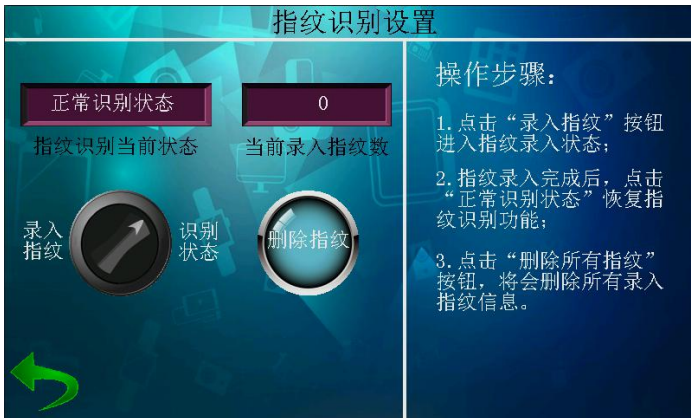 指纹识别设置
正常识别状态
0
指纹识别当前状态
当前录入指纹数
录入
指纹
识别
状态
删除指纹
操作步骤：
1.点击“录入指纹”按钮
进入指纹录入状态；
2.指纹录入完成后，点击
“正常识别状态”恢复指
纹识别功能；
3.点击“删除所有指纹”
按钮，将会删除所有录入
指纹信息。